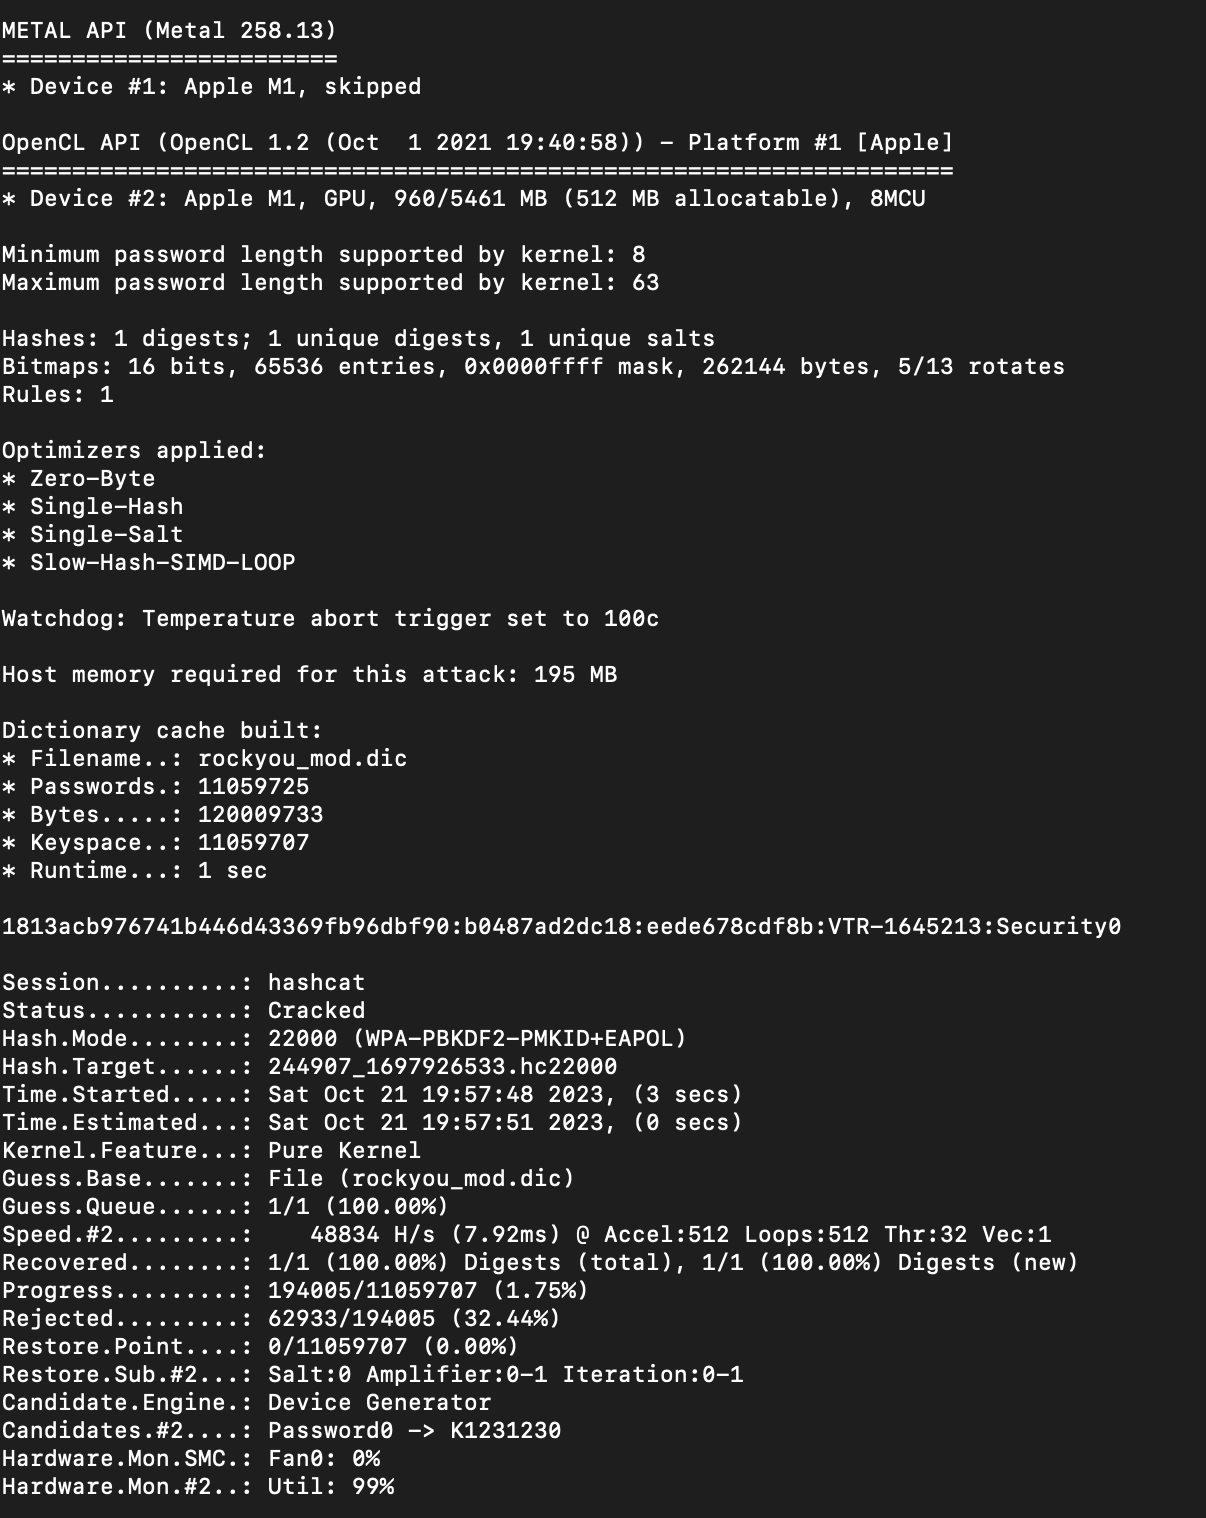 METAL API (Metal 258.13)
========================
* Device #1: Apple M1, skipped
OpenCL API (OpenCL 1.2 (Oct  1 2021 19:40:58)) - Platform #1 [Apple]
====================================================================
* Device #2: Apple M1, GPU, 960/5461 MB (512 MB allocatable), 8MCU
Minimum password length supported by kernel: 8
Maximum password length supported by kernel: 63
Hashes: 1 digests; 1 unique digests, 1 unique salts
Bitmaps: 16 bits, 65536 entries, 0x0000ffff mask, 262144 bytes, 5/13 rotates
Rules: 1
Optimizers applied:
* Zero-Byte
* Single-Hash
* Single-Salt
* Slow-Hash-SIMD-LOOP
Watchdog: Temperature abort trigger set to 100c
Host memory required for this attack: 195 MB
Dictionary cache built:
* Filename..: rockyou_mod.dic
* Passwords.: 11059725
* Bytes.....: 120009733
* Keyspace..: 11059707
* Runtime...: 1 sec
1813acb976741b446d43369fb96dbf90:b0487ad2dc18:eede678cdf8b:VTR-1645213:Security0
Session..........: hashcat
Status...........: Cracked
Hash.Mode........: 22000 (WPA-PBKDF2-PMKID+EAPOL)
Hash.Target......: 244907_1697926533.hc22000
Time.Started.....: Sat Oct 21 19:57:48 2023, (3 secs)
Time.Estimated...: Sat Oct 21 19:57:51 2023, (0 secs)
Kernel.Feature...: Pure Kernel
Guess.Base.......: File (rockyou_mod.dic)
Guess.Queue......: 1/1 (100.00%)
Speed.#2.........:    48834 H/s (7.92ms) @ Accel:512 Loops:512 Thr:32 Vec:1
Recovered........: 1/1 (100.00%) Digests (total), 1/1 (100.00%) Digests (new)
Progress.........: 194005/11059707 (1.75%)
Rejected.........: 62933/194005 (32.44%)
Restore.Point....: 0/11059707 (0.00%)
Restore.Sub.#2...: Salt:0 Amplifier:0-1 Iteration:0-1
Candidate.Engine.: Device Generator
Candidates.#2....: Password0 -> K1231230
Hardware.Mon.SMC.: Fan0: 0%
Hardware.Mon.#2..: Util: 99%